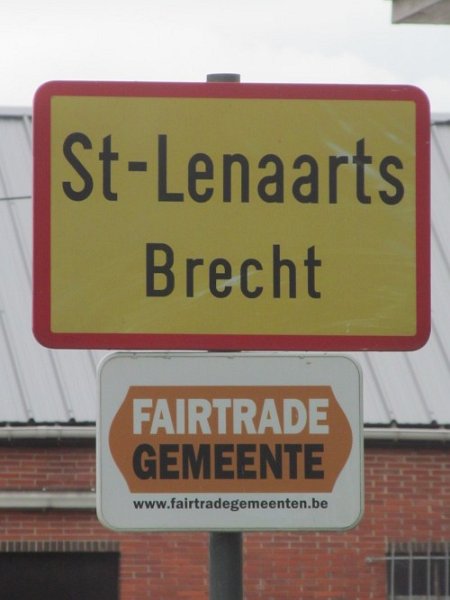 St-Lenaarts
Brecht
FAIRTRADE
GEMEENTE
www.fairtradegemeenten.be